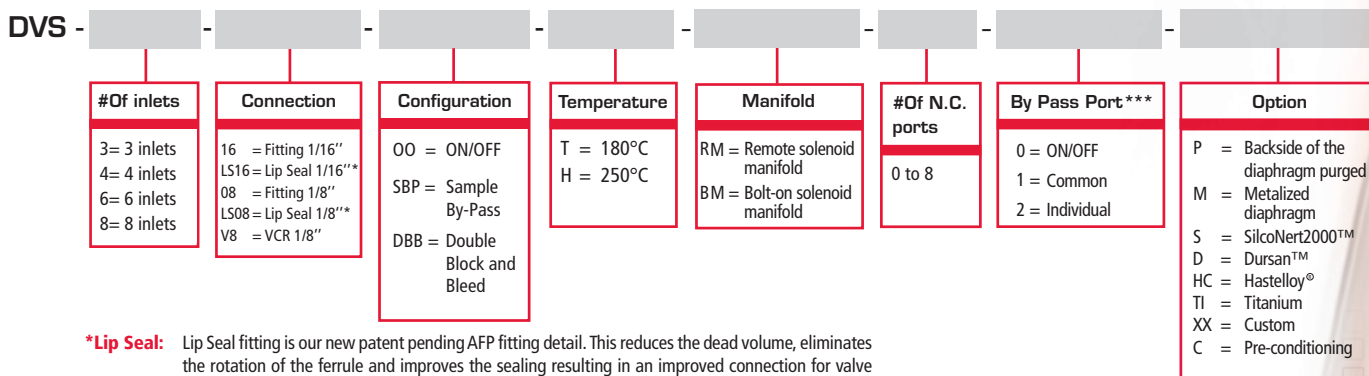 DVS - - - - - - -
#Of inlets
3= 3 inlets
4= 4 inlets
6= 6 inlets
8= 8 inlets
Connection
16 = Fitting 1/16''
LS16= Lip Seal 1/16''*
08 = Fitting 1/8''
LS08= Lip Seal 1/8''*
V8 = VCR 1/8''
Configuration
OO = ON/OFF
SBP = Sample
By-Pass
DBB = Double
Block and
Bleed
Temperature
T = 180°C
H = 250°C
Manifold
RM = Remote solenoid
manifold
BM = Bolt-on solenoid
manifold
#Of N.C.
ports
0 to 8
By Pass Port***
0 = ON/OFF
1 = Common
2 = Individual
Option
P = Backside of the
diaphragm purged
M = Metalized
diaphragm
S = SilcoNert2000™
D = Dursan™
HC = Hastelloy®
TI = Titanium
XX = Custom
C = Pre-conditioning
*Lip Seal: Lip Seal fitting is our new patent pending AFP fitting detail. This reduces the dead volume, eliminates
the rotation of the ferrule and improves the sealing resulting in an improved connection for valve